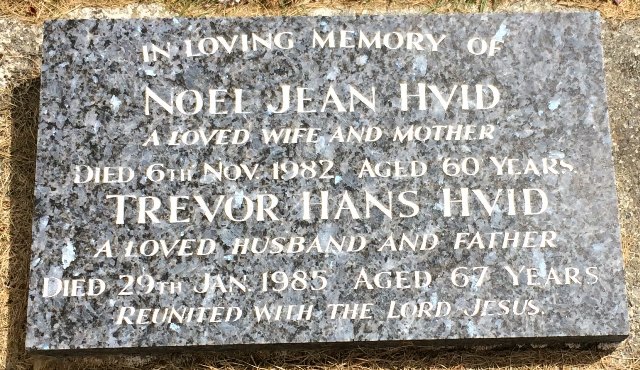 IN LOVING MEMORY OF
NOEL JEAN HVID
A LOVED WIFE AND MOTHER
DIED 6TH NOV. 1982. AGED 60 YEARS.
TREVOR HANS HVID
A LOVED HUSBAND AND FATHER
DIED 29TH JAN 1985 AGED 67 YEARS
REUNITED WITH THE LORD JESUS.